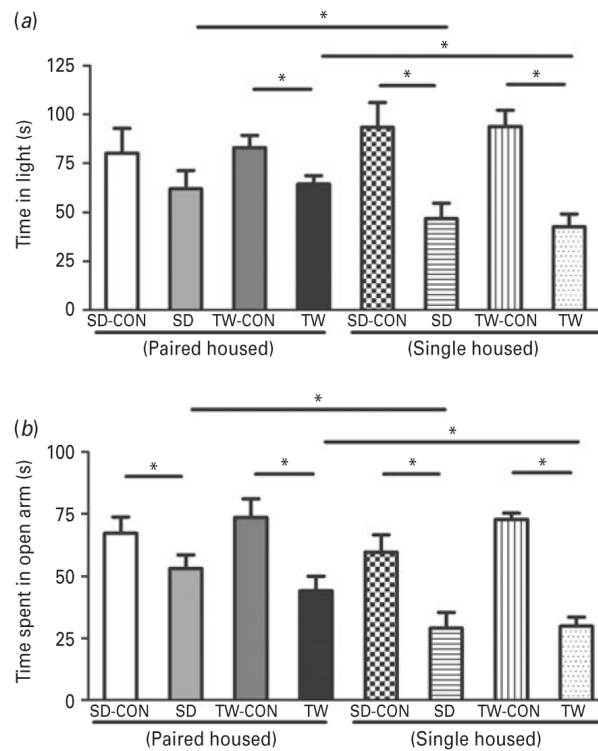 (a)
*
*
* * *
Time in light (s)
125
100
75
50
25
0
SD-CON SD TW-CON TW SD-CON SD TW-CON TW
(Paired housed) (Single housed)
(b)
*
*
* * * *
Time spent in open arm (s)
100
75
50
25
0
SD-CON SD TW-CON TW SD-CON SD TW-CON TW
(Paired housed) (Single housed)